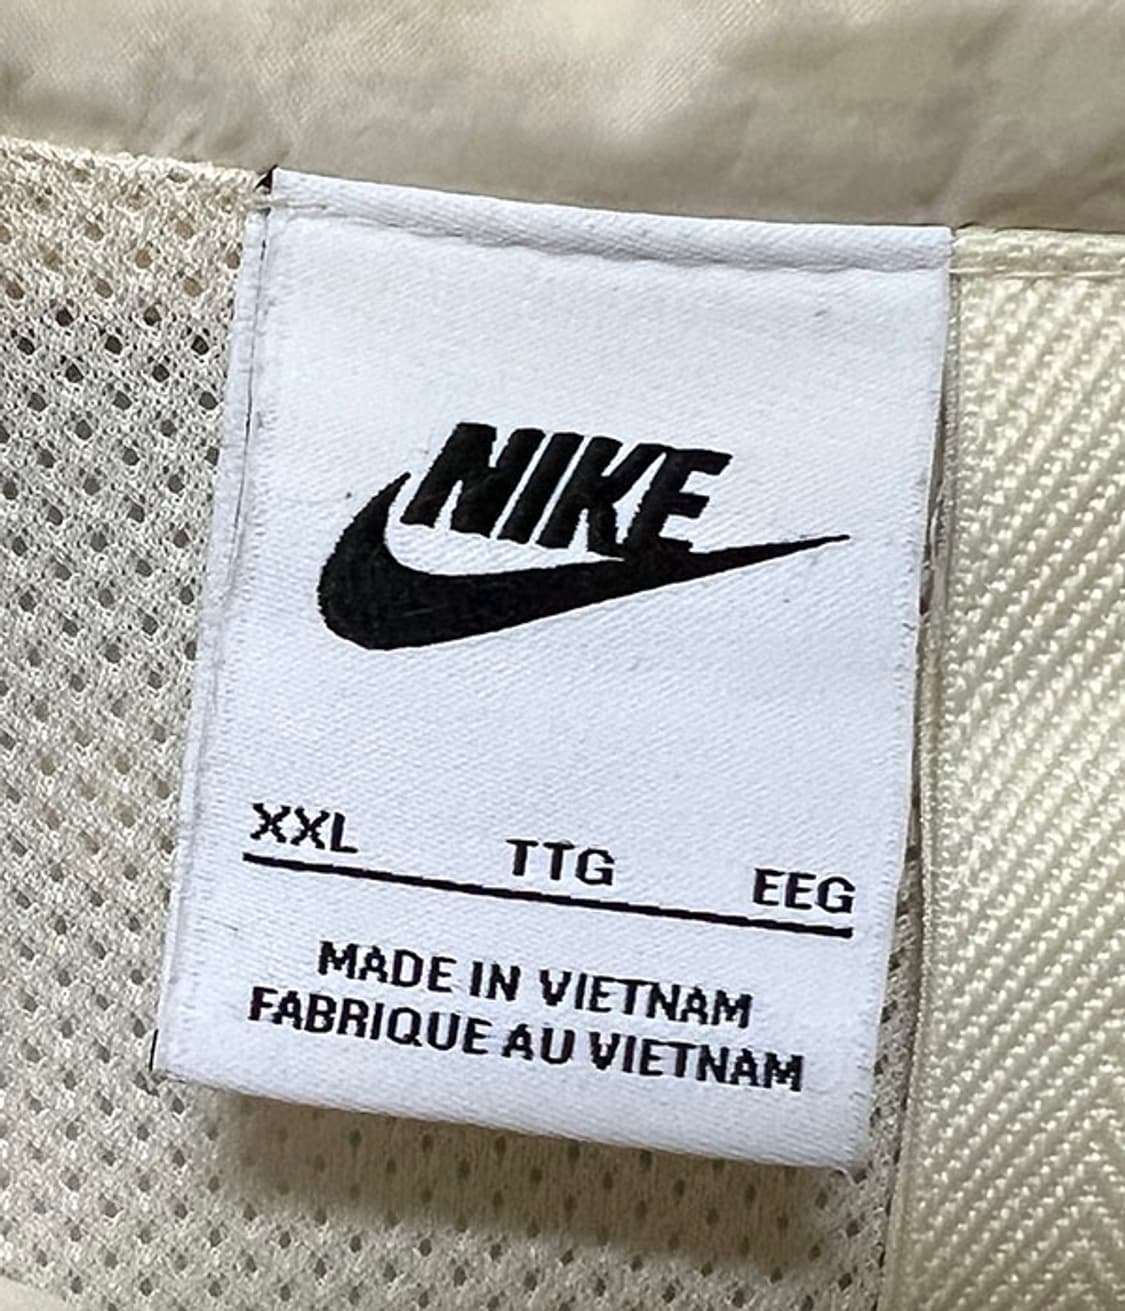 NIKE
XXL TTG EEG
MADE IN VIETNAM
FABRIQUE AU VIETNAM